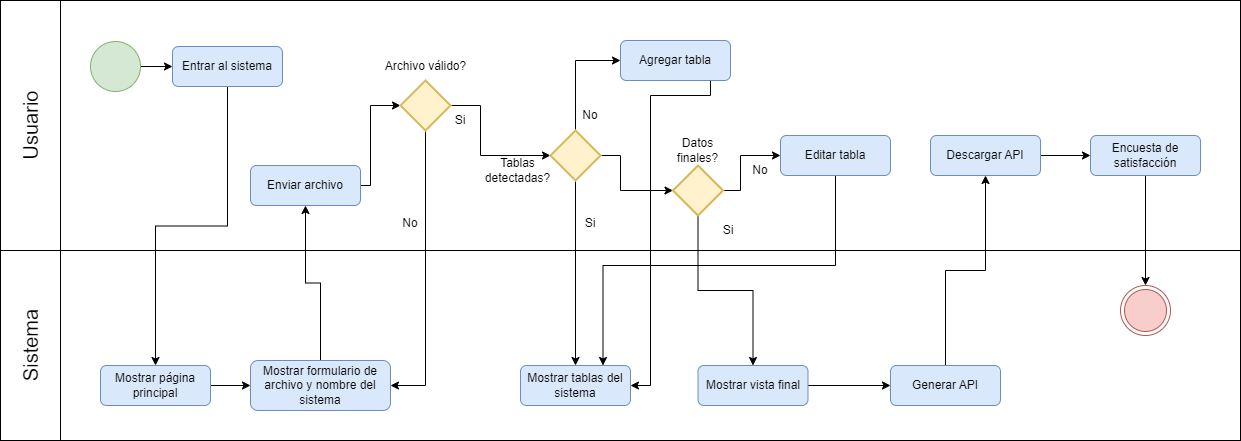 Usuario
Entrar al sistema
Archivo válido?
Agregar tabla
Si
No
Tablas
detectadas?
Enviar archivo
Datos
finales?
No
Editar tabla
Descargar API
Encuesta de
satisfacción
No
Si
Si
Sistema
Mostrar página
principal
Mostrar formulario de
archivo y nombre del
sistema
Mostrar tablas del
sistema
Mostrar vista final
Generar API